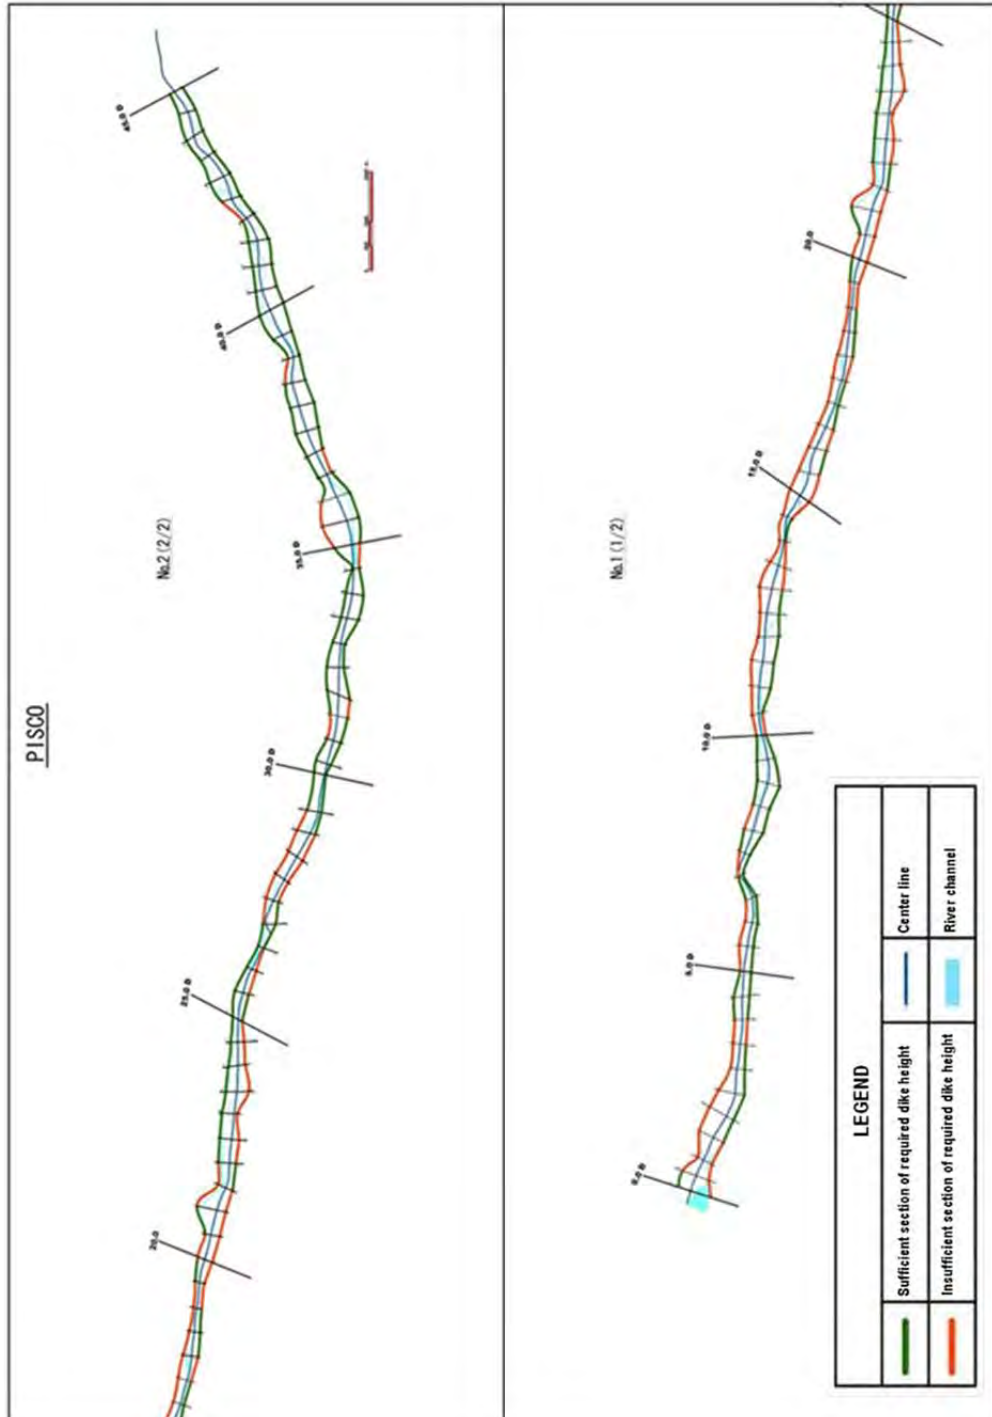 PISCO
No.2 (2/2)
45.0 D
40.0 D
35.0 D
30.0 D
25.0 D
20.0
No.1 (1/2)
20.0
15.0 D
10.0 D
5.0 D
0.0 D
LEGEND
Sufficient section of required dike height
Center line
Insufficient section of required dike height
River channel